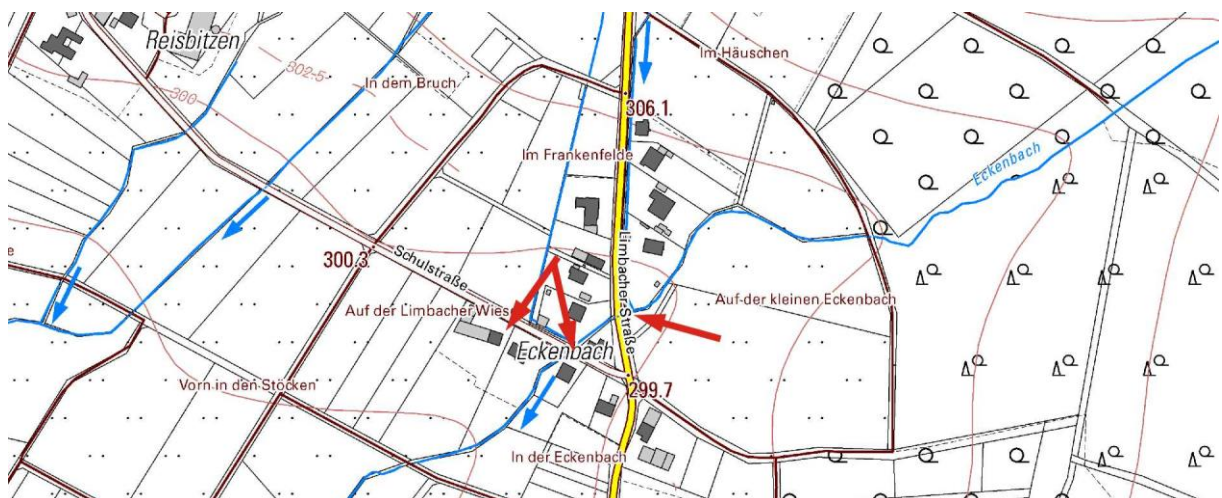 Reisbitzen
Im Häuschen
302.5
In dem Bruch
300
306.1
Im Frankenfelde
Eckenbach
Limbacher Straße
300.3
Schulstraße
Auf der kleinen Eckenbach
Auf der Limbacher Wiese
Eckenbach
Vorn in den Stöcken
299.7
In der Eckenbach